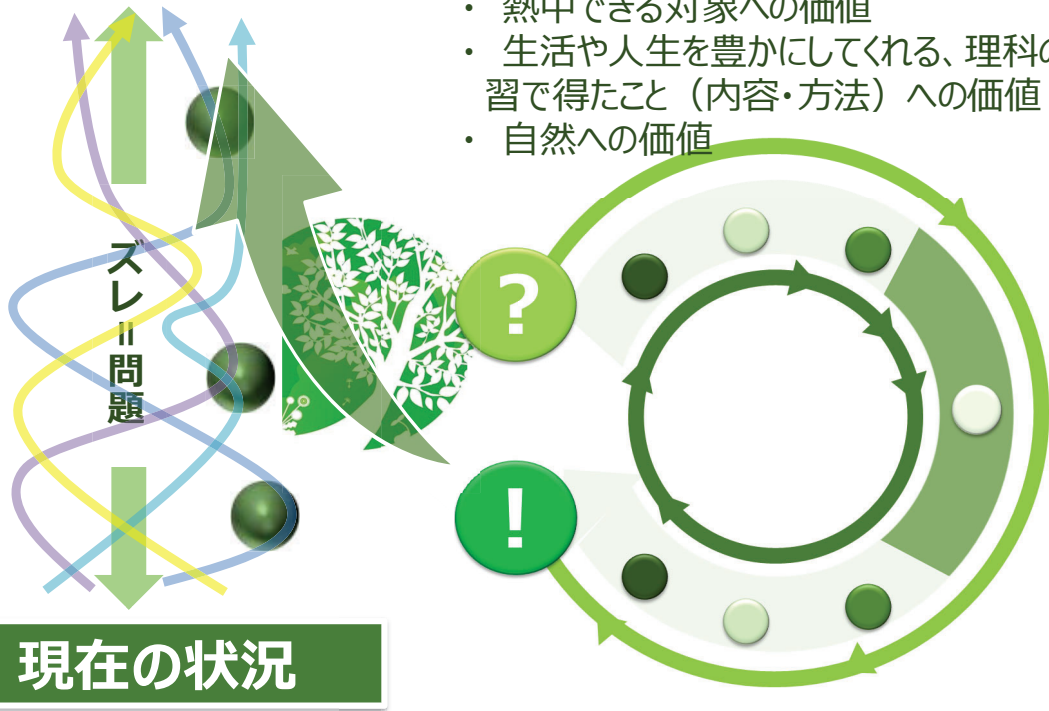 ・ 熱中できる対象への価値
・ 生活や人生を豊かにしてくれる、理科の
習で得たこと（内容・方法）への価値
・ 自然への価値
ズレ＝問題
?
!
現在の状況